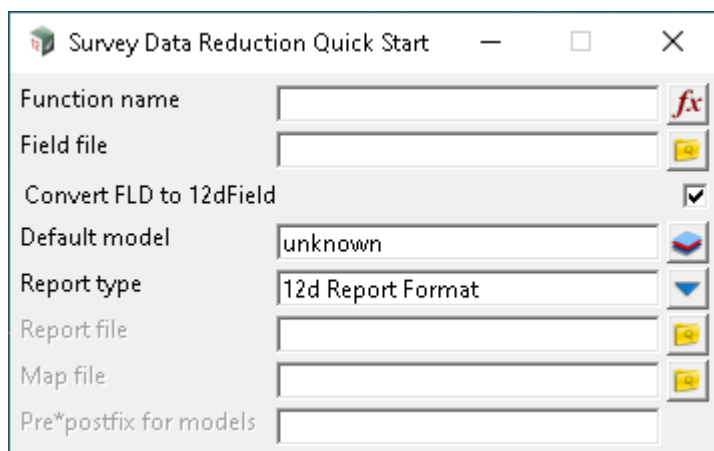 Survey Data Reduction Quick Start
Function name
fx
Field file
Convert FLD to 12dField
Default model unknown
Report type 12d Report Format
Report file
Map file
Pre*postfix for models